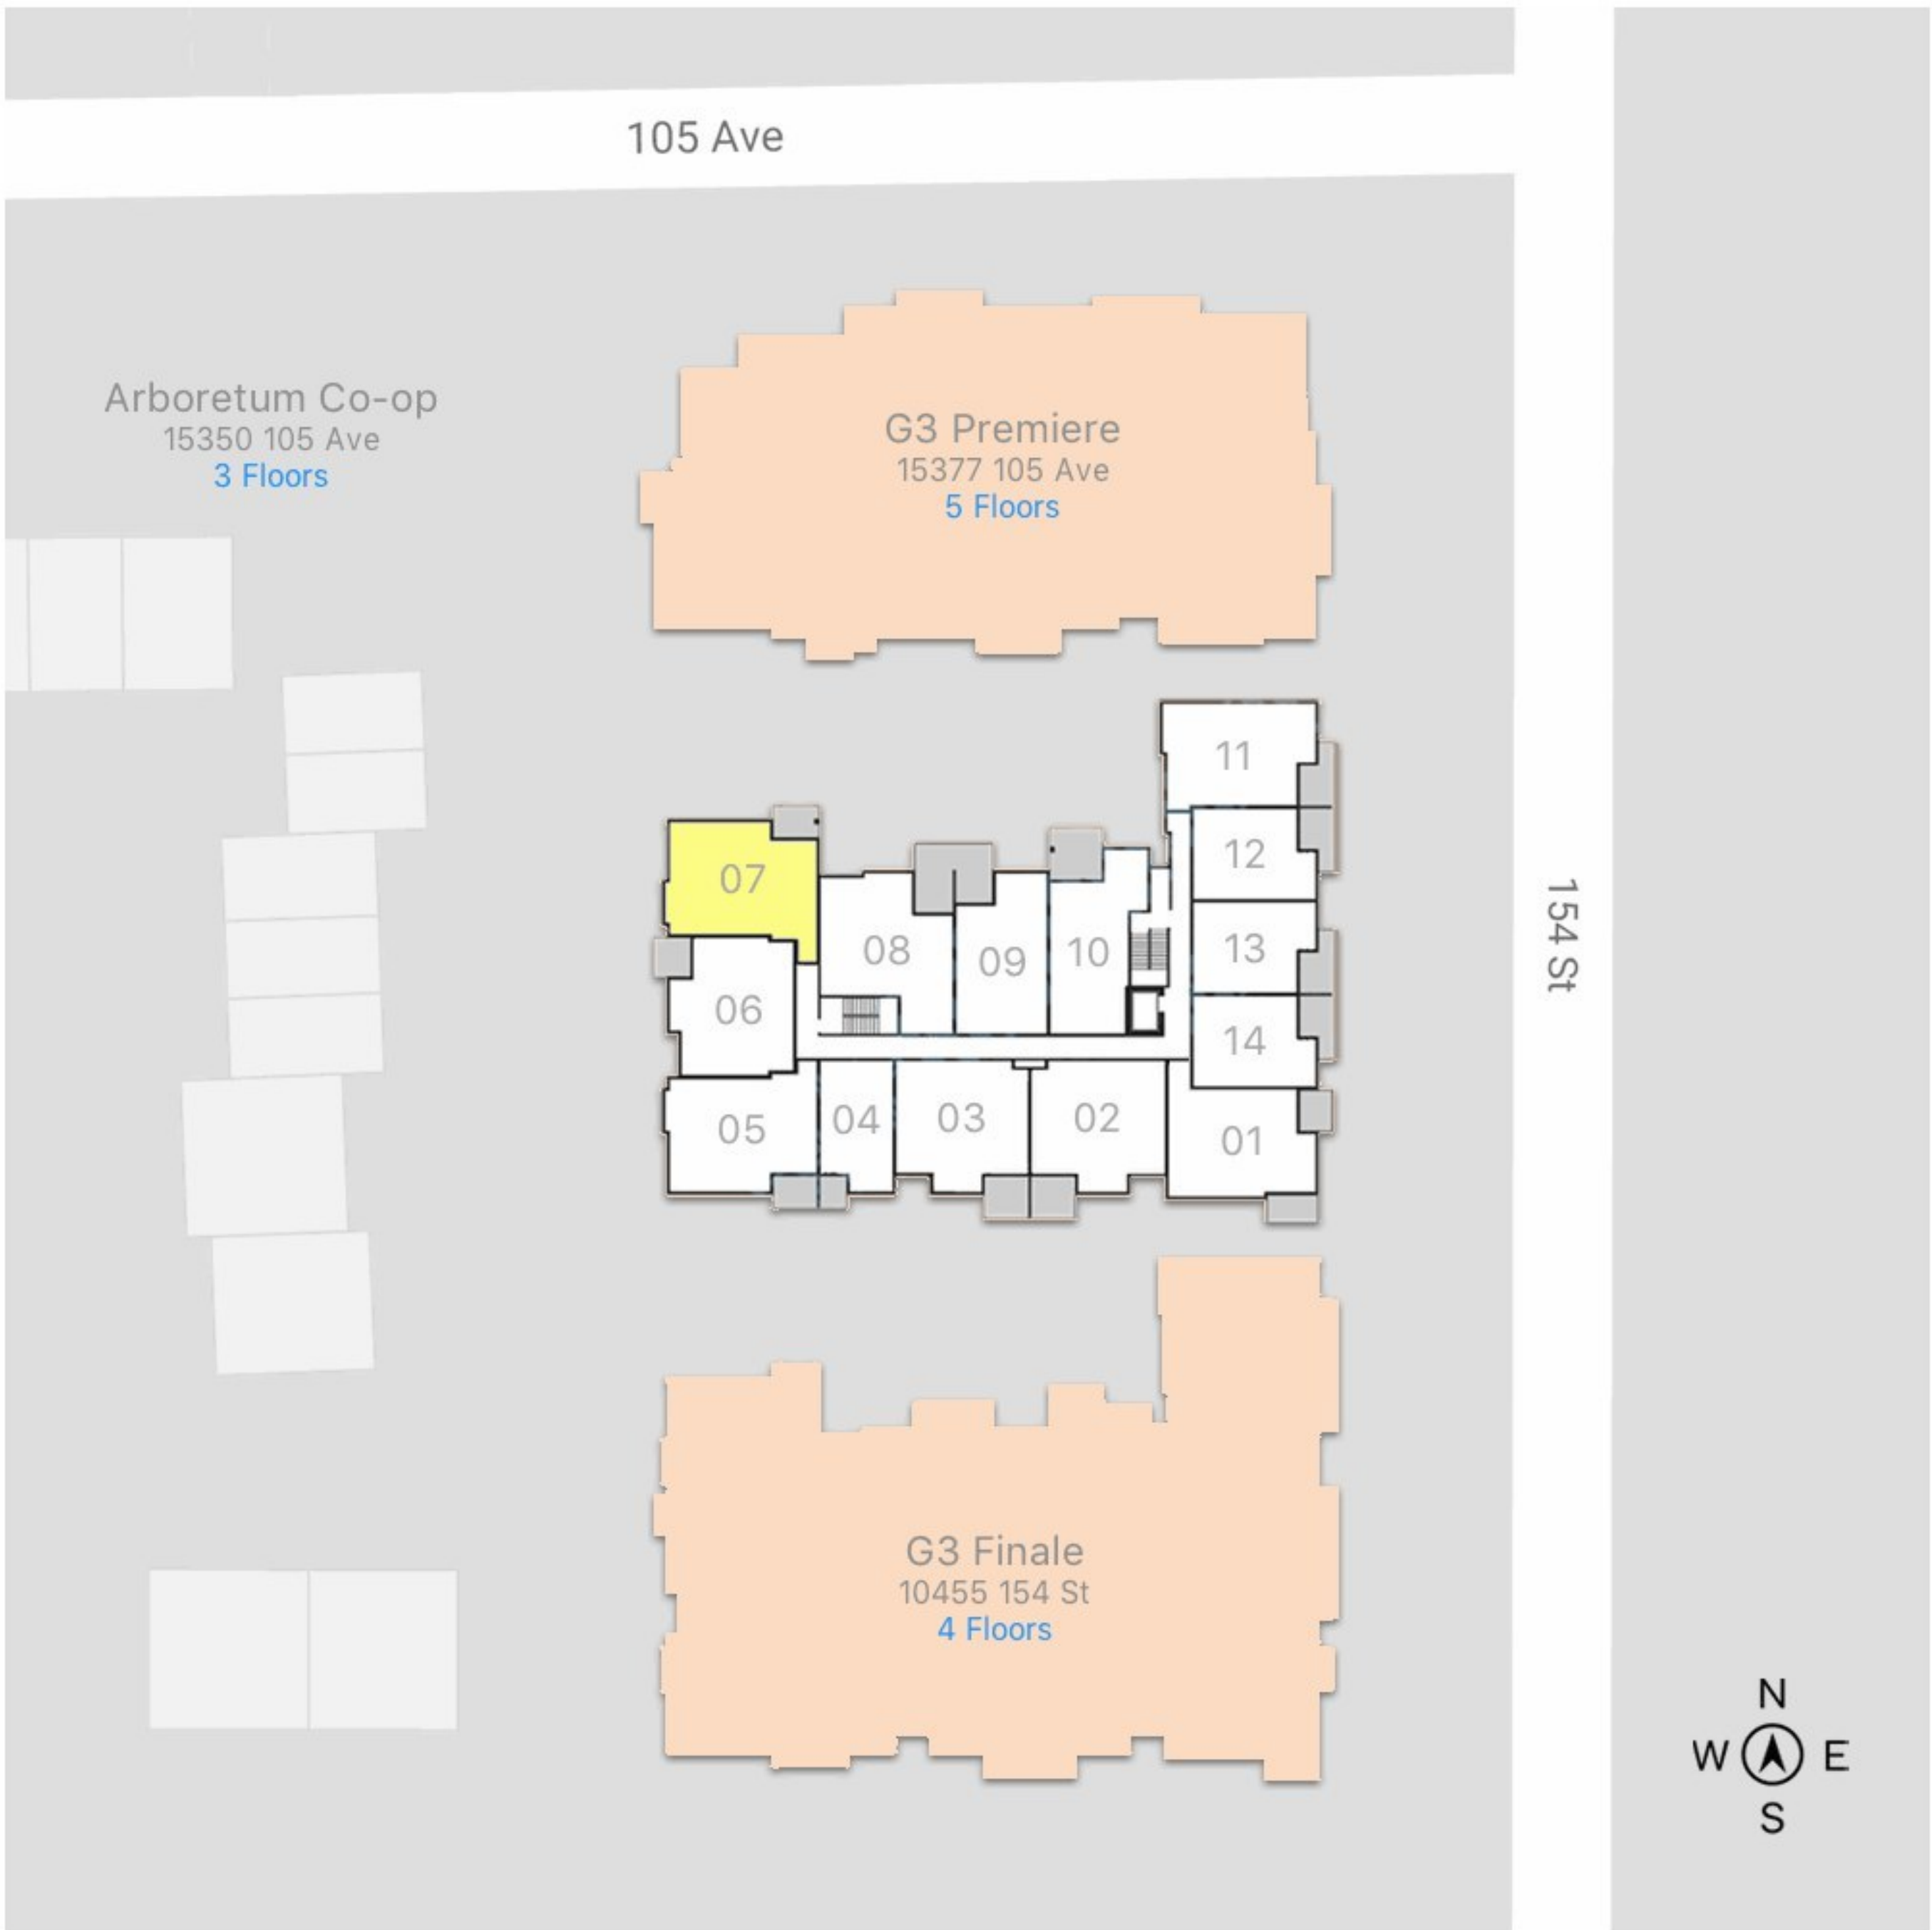 105 Ave
Arboretum Co-op
15350 105 Ave
3 Floors
G3 Premiere
15377 105 Ave
5 Floors
11
12
07
13
08
09
10
06
14
05
04
03
02
01
154 St
G3 Finale
10455 154 St
4 Floors
N
W E
S